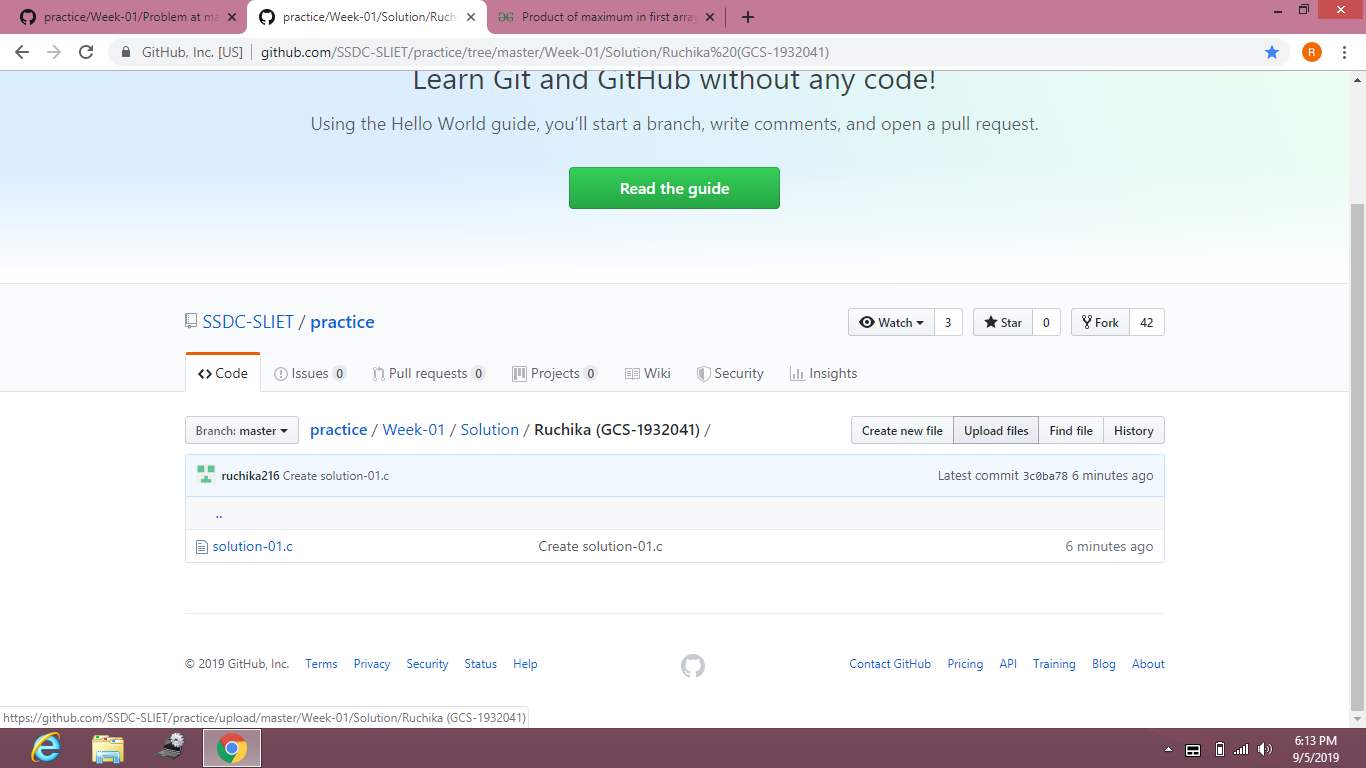 practice/Week-01/Problem at ma
practice/Week-01/Solution/Ruch
Product of maximum in first arra
GitHub, Inc. [US]
github.com/SSDC-SLIET/practice/tree/master/Week-01/Solution/Ruchika%20(GCS-1932041)
R
Learn Git and GitHub without any code!
Using the Hello World guide, you'll start a branch, write comments, and open a pull request.
Read the guide
SSDC-SLIET / practice
Watch 3 Star 0 Fork 42
Code Issues 0 Pull requests 0 Projects 0 Wiki Security Insights
Branch: master practice / Week-01 / Solution / Ruchika (GCS-1932041) / Create new file Upload files Find file History
ruchika216 Create solution-01.c Latest commit 3c0ba78 6 minutes ago
..
solution-01.c Create solution-01.c 6 minutes ago
© 2019 GitHub, Inc. Terms Privacy Security Status Help Contact GitHub Pricing API Training Blog About
https://github.com/SSDC-SLIET/practice/upload/master/Week-01/Solution/Ruchika (GCS-1932041)
6:13 PM
9/5/2019